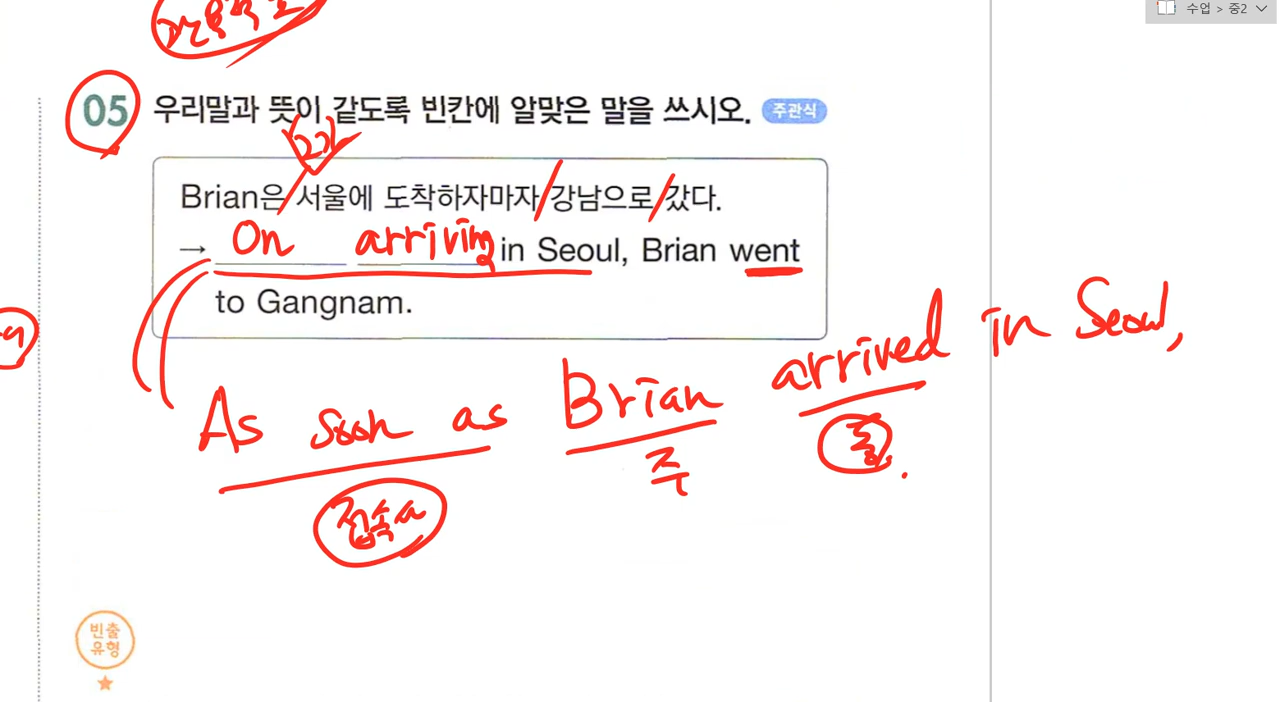 수업 > 중2
05 우리말과 뜻이 같도록 빈칸에 알맞은 말을 쓰시오. 주관식
Brian은 / 서울에 도착하자마자 / 강남으로 / 갔다.
→ On arriving in Seoul, Brian went
to Gangnam.
As soon as Brian arrived in Seoul,
접속사 주 동.
빈출
유형